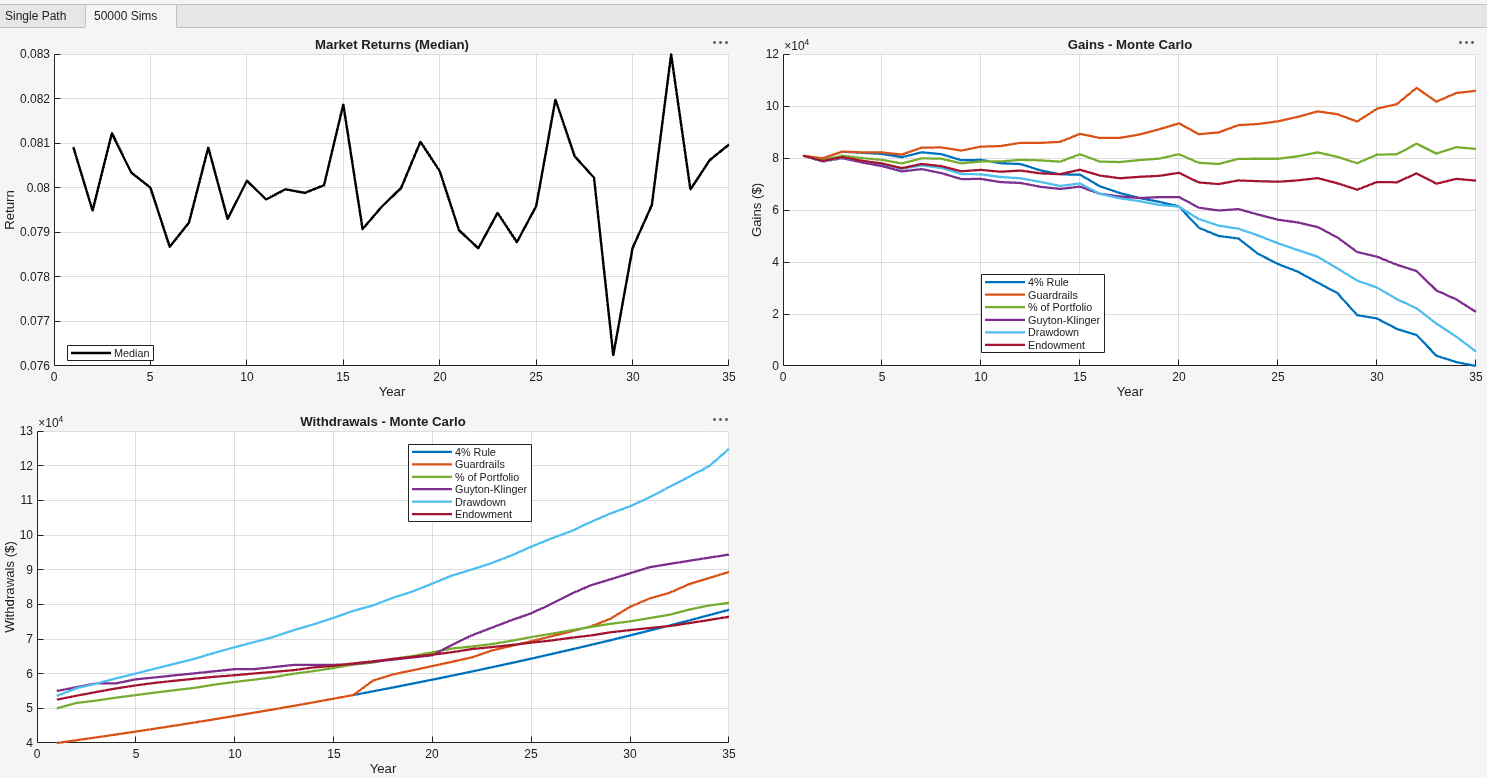 Single Path
50000 Sims
Market Returns (Median)
0.083
0.082
0.081
0.08
0.079
0.078
0.077
0.076
Return
Median
0 5 10 15 20 25 30 35
Year
Gains - Monte Carlo
×10⁴
12
10
8
6
4
2
0
Gains ($)
4% Rule
Guardrails
% of Portfolio
Guyton-Klinger
Drawdown
Endowment
0 5 10 15 20 25 30 35
Year
Withdrawals - Monte Carlo
×10⁴
13
12
11
10
9
8
7
6
5
4
Withdrawals ($)
4% Rule
Guardrails
% of Portfolio
Guyton-Klinger
Drawdown
Endowment
0 5 10 15 20 25 30 35
Year